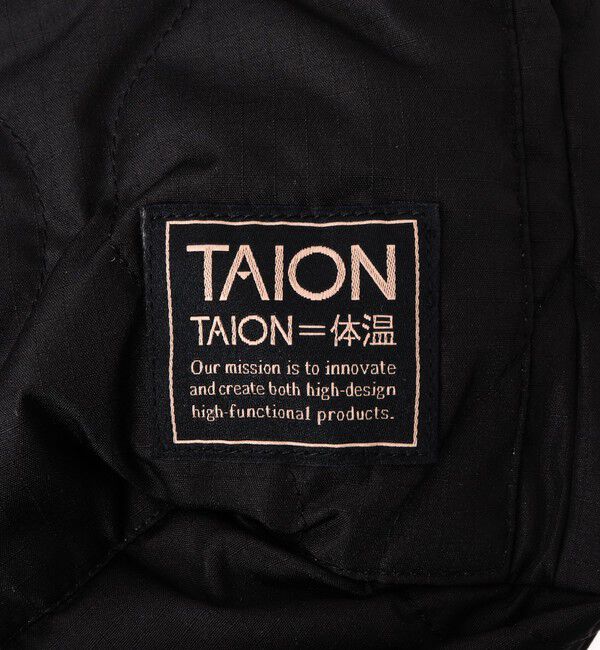 TAION
TAION=体温
Our mission is to innovate
and create both high-design
high-functional products.